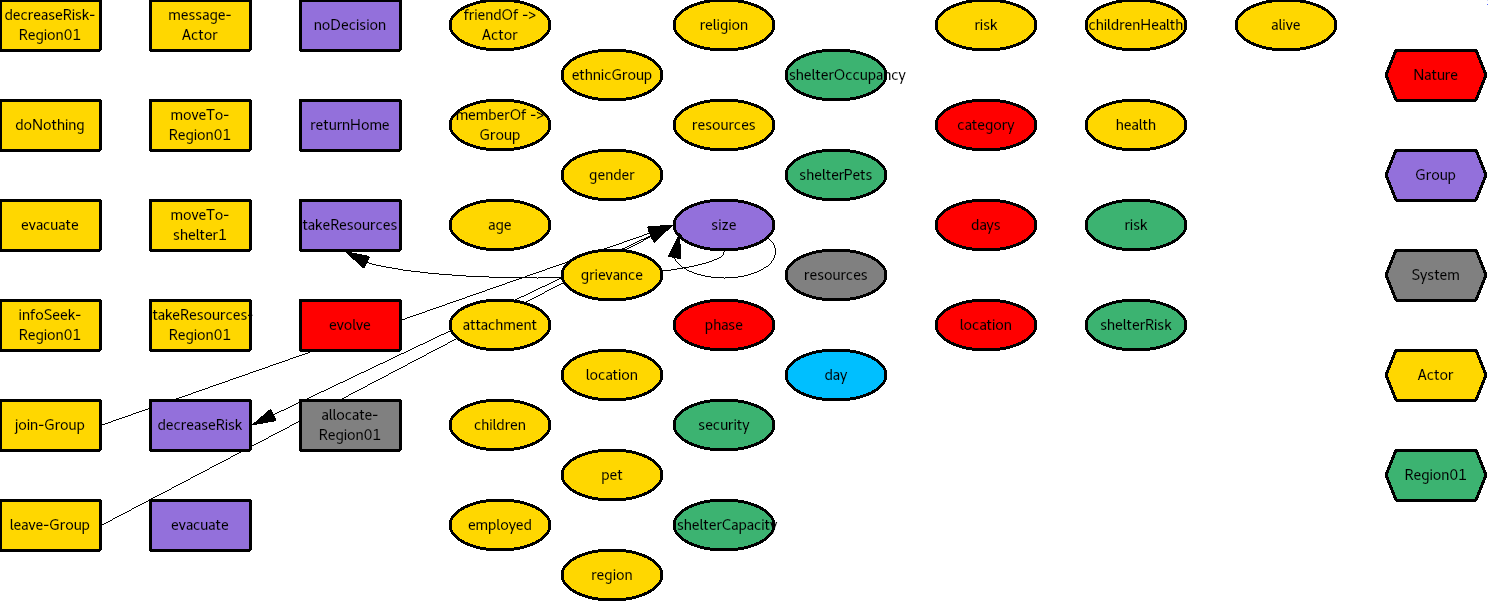 decreaseRisk-
Region01
message-
Actor
noDecision
friendOf ->
Actor
religion
risk
childrenHealth
alive
ethnicGroup
shelterOccupancy
Nature
doNothing
moveTo-
Region01
returnHome
memberOf ->
Group
resources
category
health
gender
shelterPets
Group
evacuate
moveTo-
shelter1
takeResources
age
size
days
risk
grievance
resources
System
infoSeek-
Region01
takeResources-
Region01
evolve
attachment
phase
location
shelterRisk
location
day
Actor
join-Group
decreaseRisk
allocate-
Region01
children
security
pet
Region01
leave-Group
evacuate
employed
shelterCapacity
region